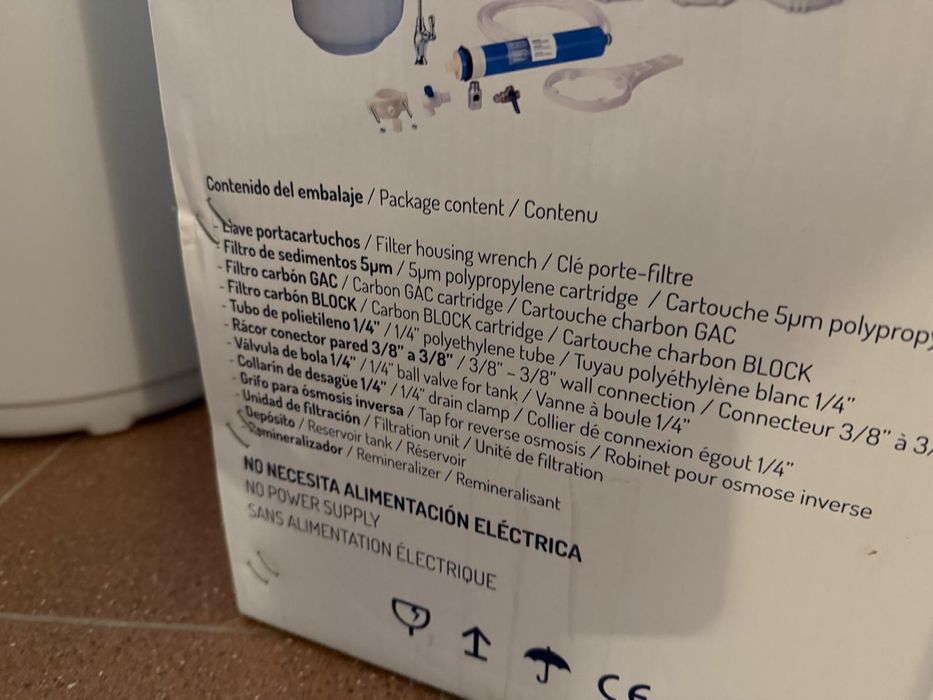 Contenido del embalaje / Package content / Contenu
- Llave portacartuchos / Filter housing wrench / Clé porte-filtre
- Filtro de sedimentos 5µm / 5µm polypropylene cartridge / Cartouche 5µm polypropy
- Filtro carbón GAC / Carbon GAC cartridge / Cartouche charbon GAC
- Filtro carbón BLOCK / Carbon BLOCK cartridge / Cartouche charbon BLOCK
- Tubo de polietileno 1/4" / 1/4" polyethylene tube / Tuyau polyéthylène blanc 1/4"
- Rácor conector pared 3/8" a 3/8" / 3/8" - 3/8" wall connection / Connecteur 3/8" à 3/
- Válvula de bola 1/4" / 1/4" ball valve for tank / Vanne à boule 1/4"
- Collarín de desagüe 1/4" / 1/4" drain clamp / Collier dé connexion égout 1/4"
- Grifo para ósmosis inversa / Tap for reverse osmosis / Robinet pour osmose inverse
- Unidad de filtración / Filtration unit / Unité de filtration
- Depósito / Reservoir tank / Réservoir
- Remineralizador / Remineralizer / Remineralisant
NO NECESITA ALIMENTACIÓN ELÉCTRICA
NO POWER SUPPLY
SANS ALIMENTATION ÉLECTRIQUE
CE